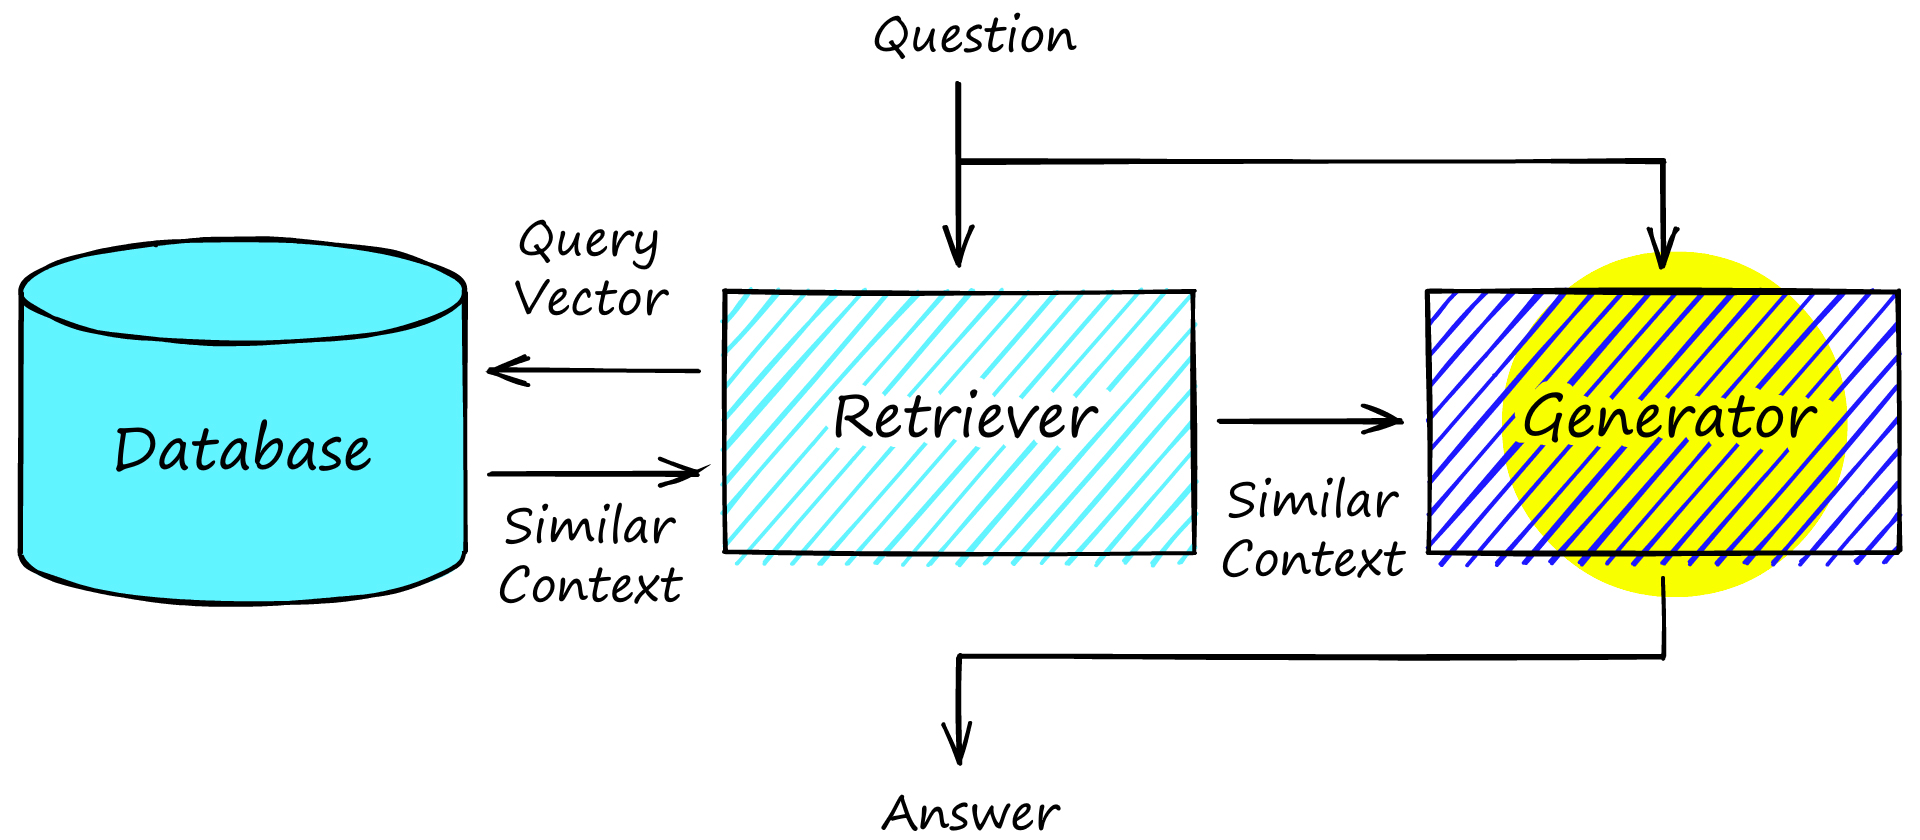 Question
Query
Vector
Database
Similar
Context
Retriever
Similar
Context
Generator
Answer